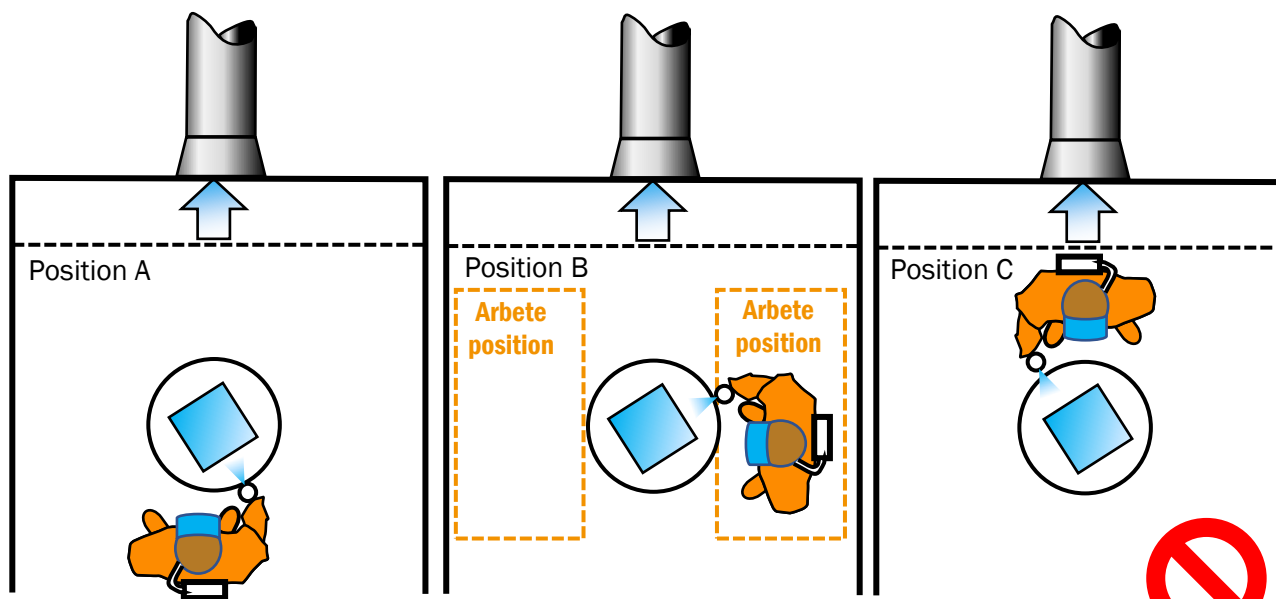 Position A
Position B
Arbete
position
Arbete
position
Position C